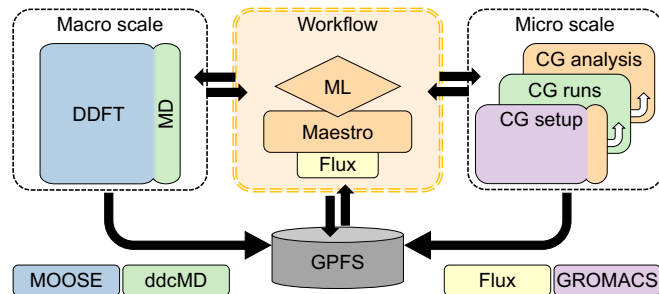 Macro scale
Workflow
Micro scale
DDFT
MD
ML
Maestro
Flux
CG analysis
CG runs
CG setup
GPFS
MOOSE
ddcMD
Flux
GROMACS